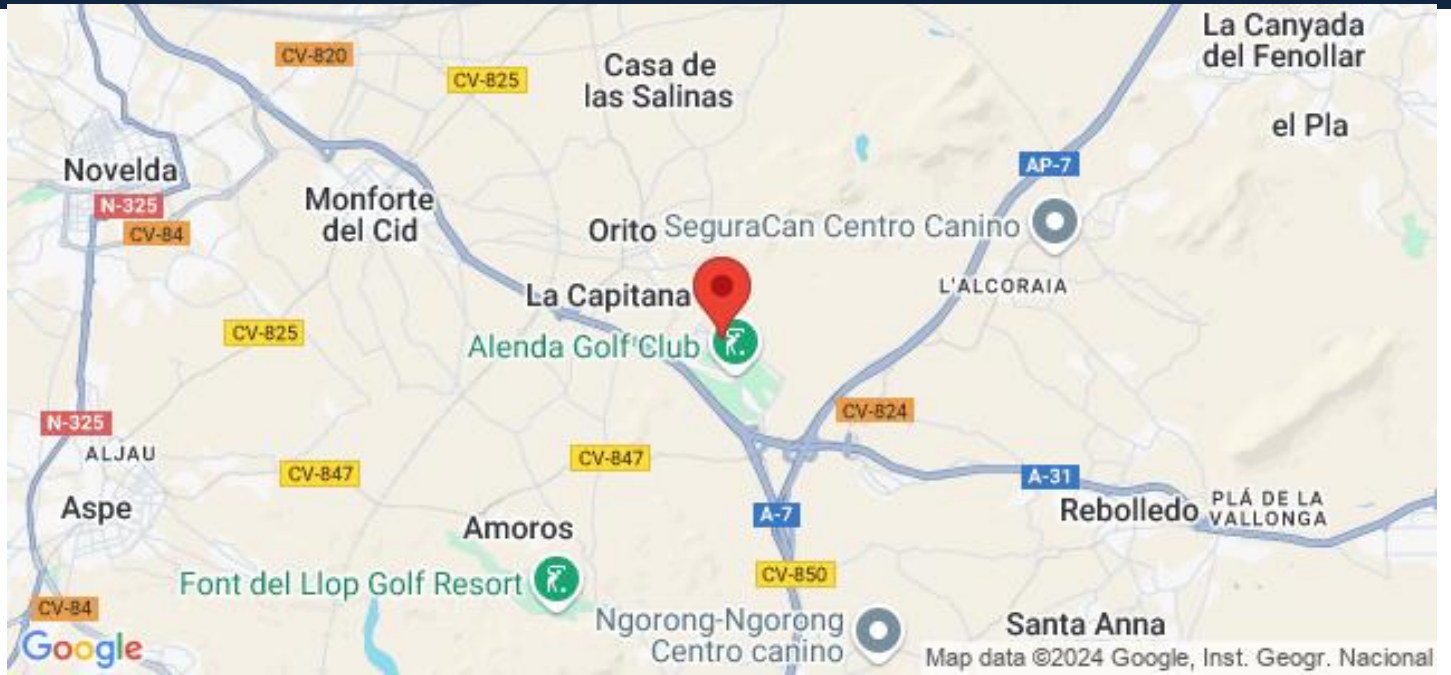 La Canyada
del Fenollar
CV-820
CV-825
Casa de
las Salinas
el Pla
Novelda
AP-7
N-325
Monforte
del Cid
CV-84
Orito
SeguraCan Centro Canino
L'ALCORAIA
La Capitana
CV-825
Alenda Golf Club
CV-824
N-325
ALJAU
CV-847
CV-847
A-31
Aspe
Amoros
A-7
Rebolledo
PLÁ DE LA
VALLONGA
Font del Llop Golf Resort
CV-850
CV-84
Ngorong-Ngorong
Centro canino
Santa Anna
Google
Map data ©2024 Google, Inst. Geogr. Nacional